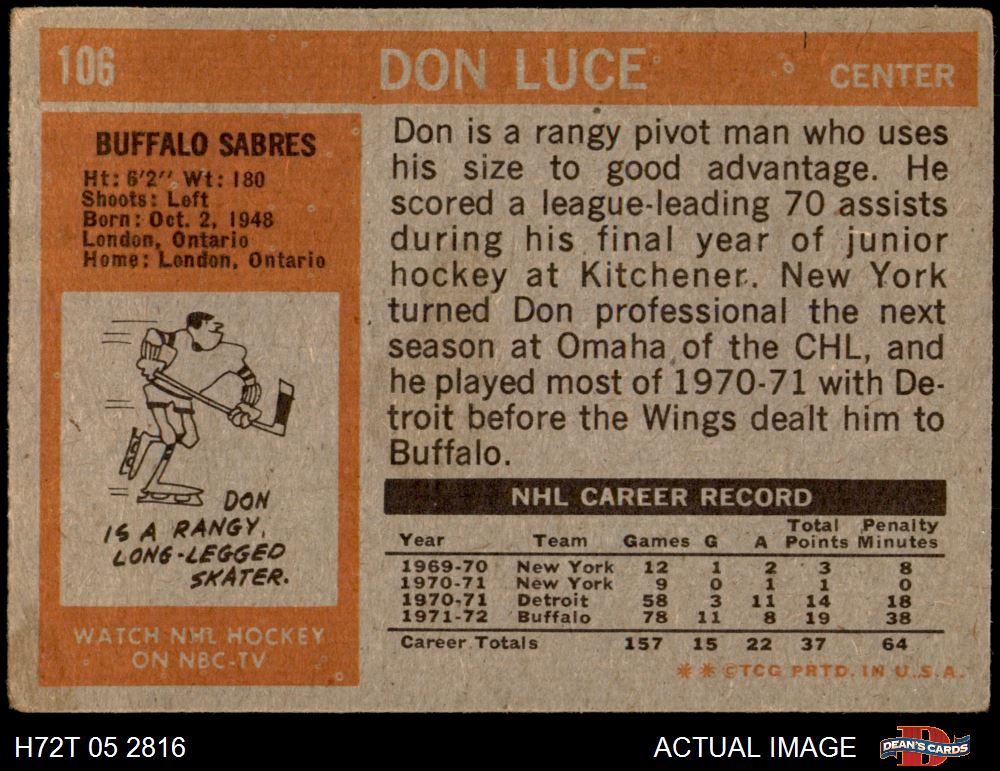 106
DON LUCE
CENTER
BUFFALO SABRES
Ht: 6'2" Wt: 180
Shoots: Left
Born: Oct. 2, 1948
London, Ontario
Home: London, Ontario
DON
IS A RANGY,
LONG-LEGGED
SKATER.
WATCH NHL HOCKEY
ON NBC-TV
Don is a rangy pivot man who uses
his size to good advantage. He
scored a league-leading 70 assists
during his final year of junior
hockey at Kitchener. New York
turned Don professional the next
season at Omaha of the CHL, and
he played most of 1970-71 with De-
troit before the Wings dealt him to
Buffalo.
NHL CAREER RECORD
Year Team Games G A Total Points Penalty Minutes
1969-70 New York 12 1 2 3 8
1970-71 New York 9 0 1 1 0
1970-71 Detroit 58 3 11 14 18
1971-72 Buffalo 78 11 8 19 38
Career Totals 157 15 22 37 64
* * ©TCG PRTD. IN U.S.A.
H72T 05 2816
ACTUAL IMAGE
DEAN'S CARDS